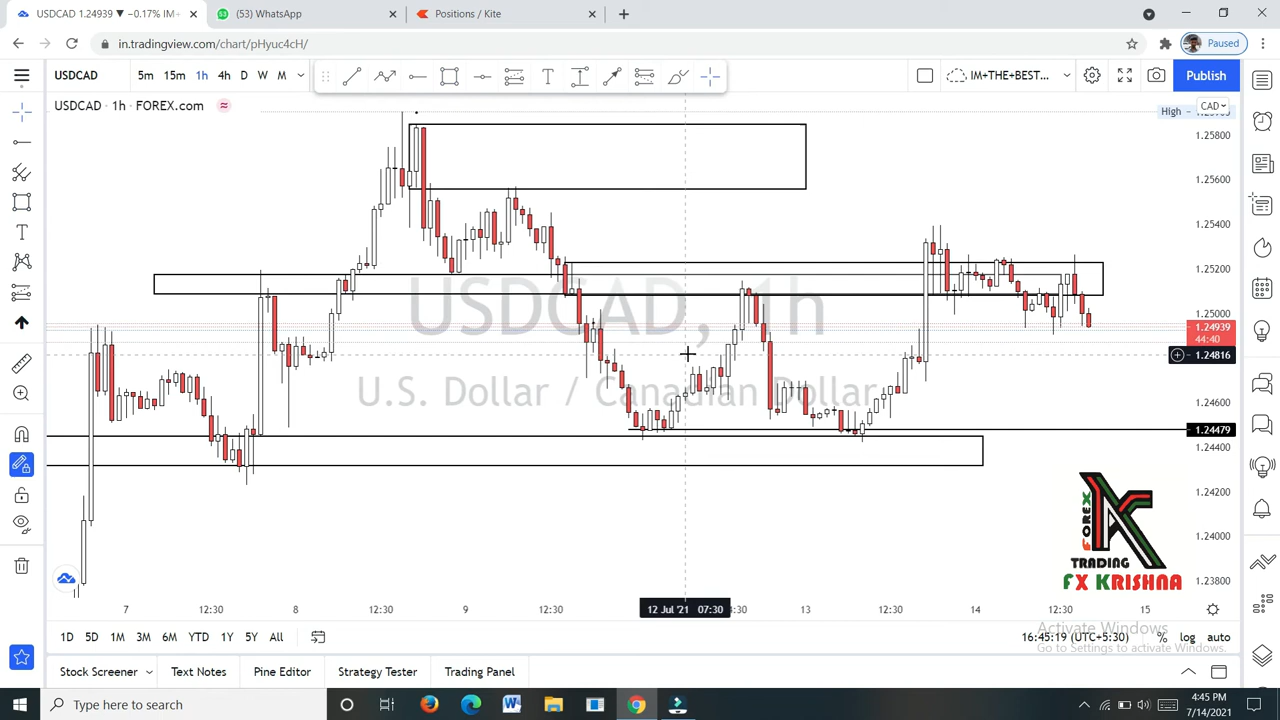 USDCAD 1.24939 ▼ −0.17% IM+
(53) WhatsApp
Positions / Kite
in.tradingview.com/chart/pHyuc4cH/
Paused
USDCAD 5m 15m 1h 4h D W M
IM+THE+BEST...
Publish
USDCAD · 1h · FOREX.com
CAD
High
1.25800
1.25600
1.25400
1.25200
1.25000
1.24939
44:40
1.24816
1.24600
1.24479
1.24400
1.24200
1.24000
1.23800
USDCAD, 1h
U.S. Dollar / Canadian Dollar
FOREX
TRADING
FX KRISHNA
7 12:30 8 12:30 9 12:30 12 Jul '21 07:30 3:30 13 12:30 14 12:30 15
Activate Windows
Go to Settings to activate Windows.
1D 5D 1M 3M 6M YTD 1Y 5Y All
16:45:19 (UTC+5:30) % log auto
Stock Screener Text Notes Pine Editor Strategy Tester Trading Panel
Type here to search
4:45 PM
7/14/2021